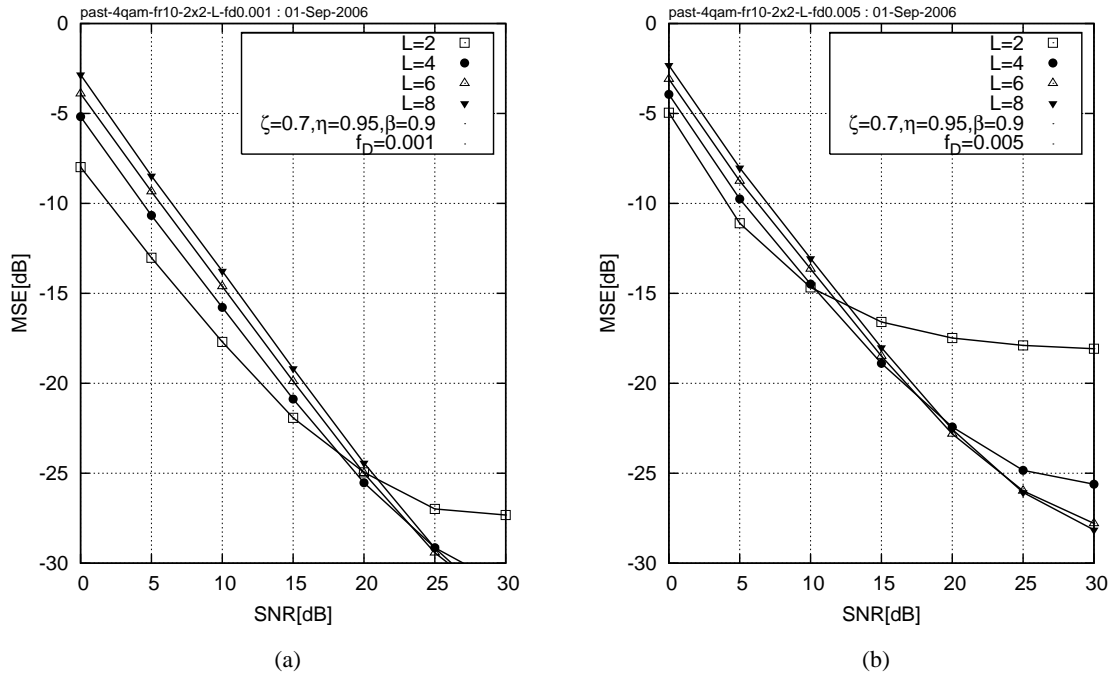 past-4qam-fr10-2x2-L-fd0.001 : 01-Sep-2006
0
-5
-10
-15
-20
-25
-30
MSE[dB]
L=2
L=4
L=6
L=8
ζ=0.7,η=0.95,β=0.9
f_D=0.001
0 5 10 15 20 25 30
SNR[dB]
(a)
past-4qam-fr10-2x2-L-fd0.005 : 01-Sep-2006
0
-5
-10
-15
-20
-25
-30
MSE[dB]
L=2
L=4
L=6
L=8
ζ=0.7,η=0.95,β=0.9
f_D=0.005
0 5 10 15 20 25 30
SNR[dB]
(b)